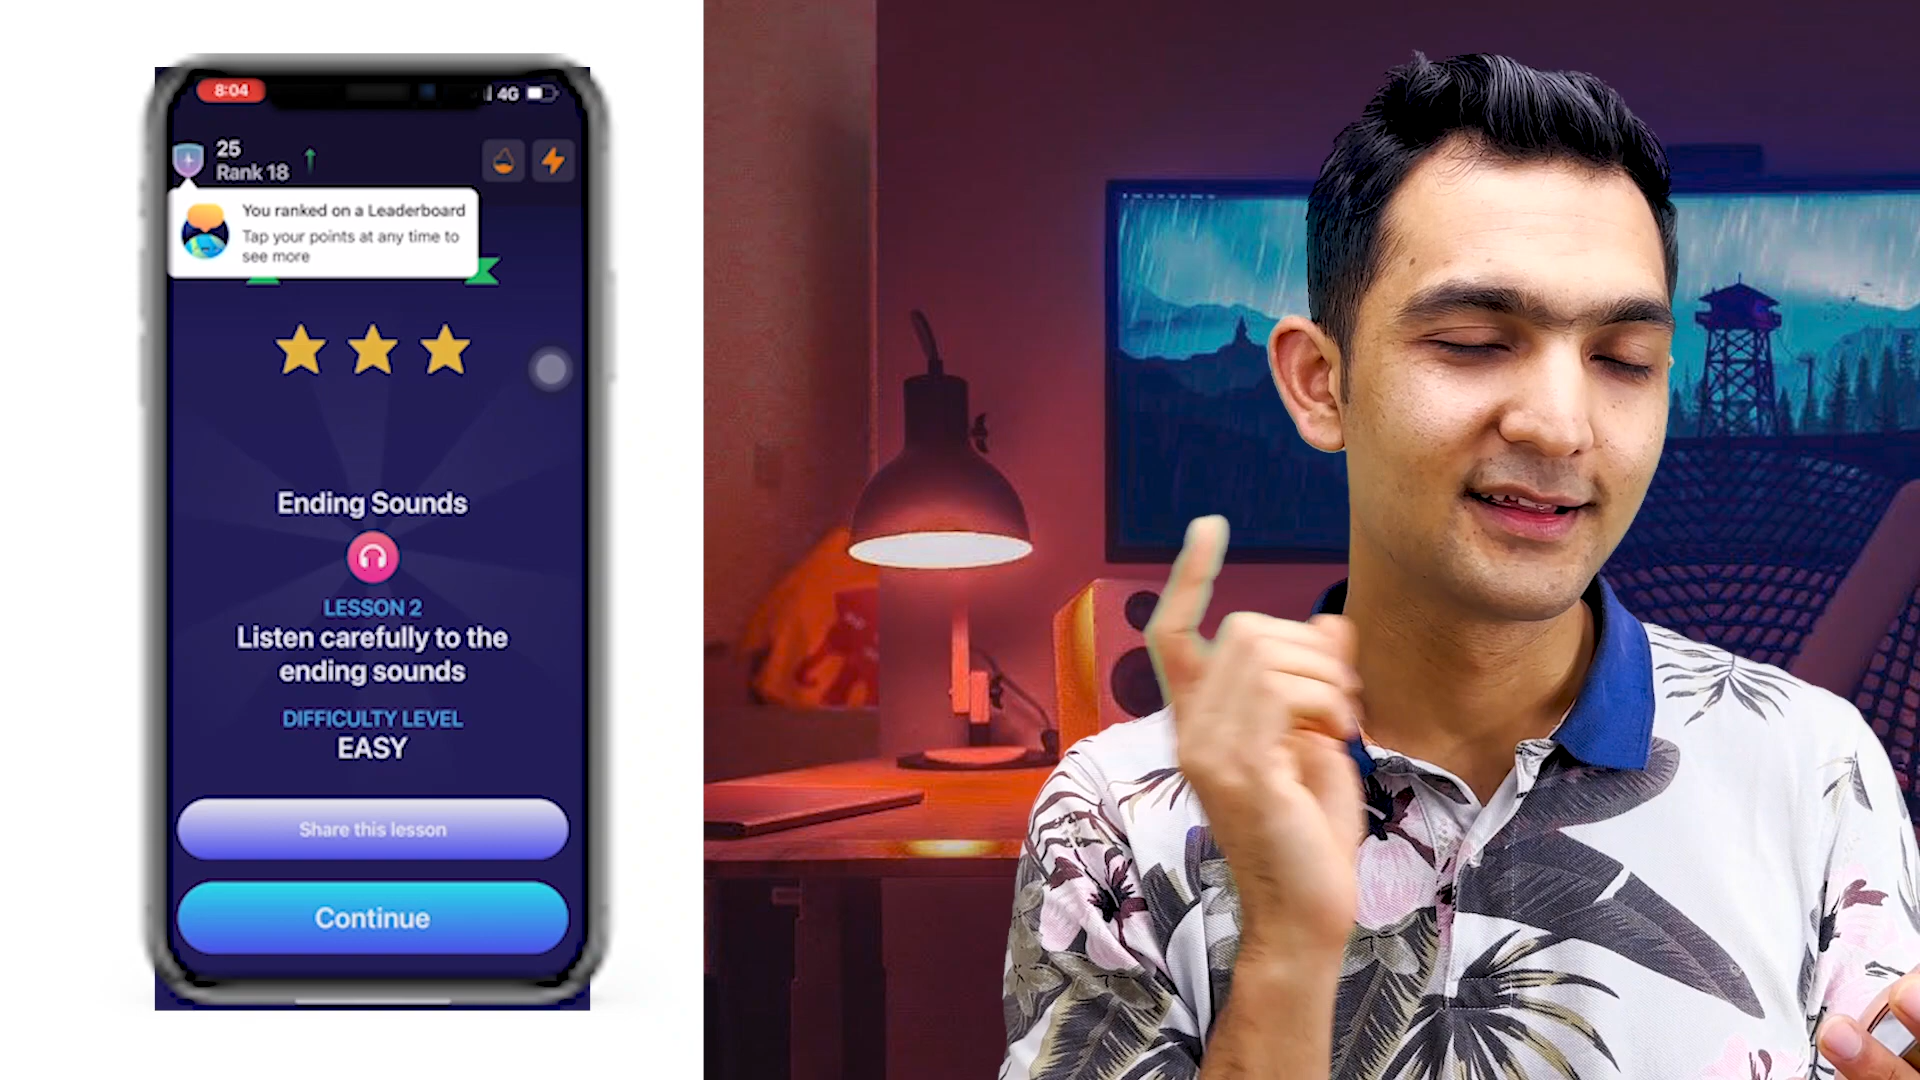 8:04
4G
25
Rank 18
You ranked on a Leaderboard
Tap your points at any time to
see more
Ending Sounds
LESSON 2
Listen carefully to the
ending sounds
DIFFICULTY LEVEL
EASY
Share this lesson
Continue